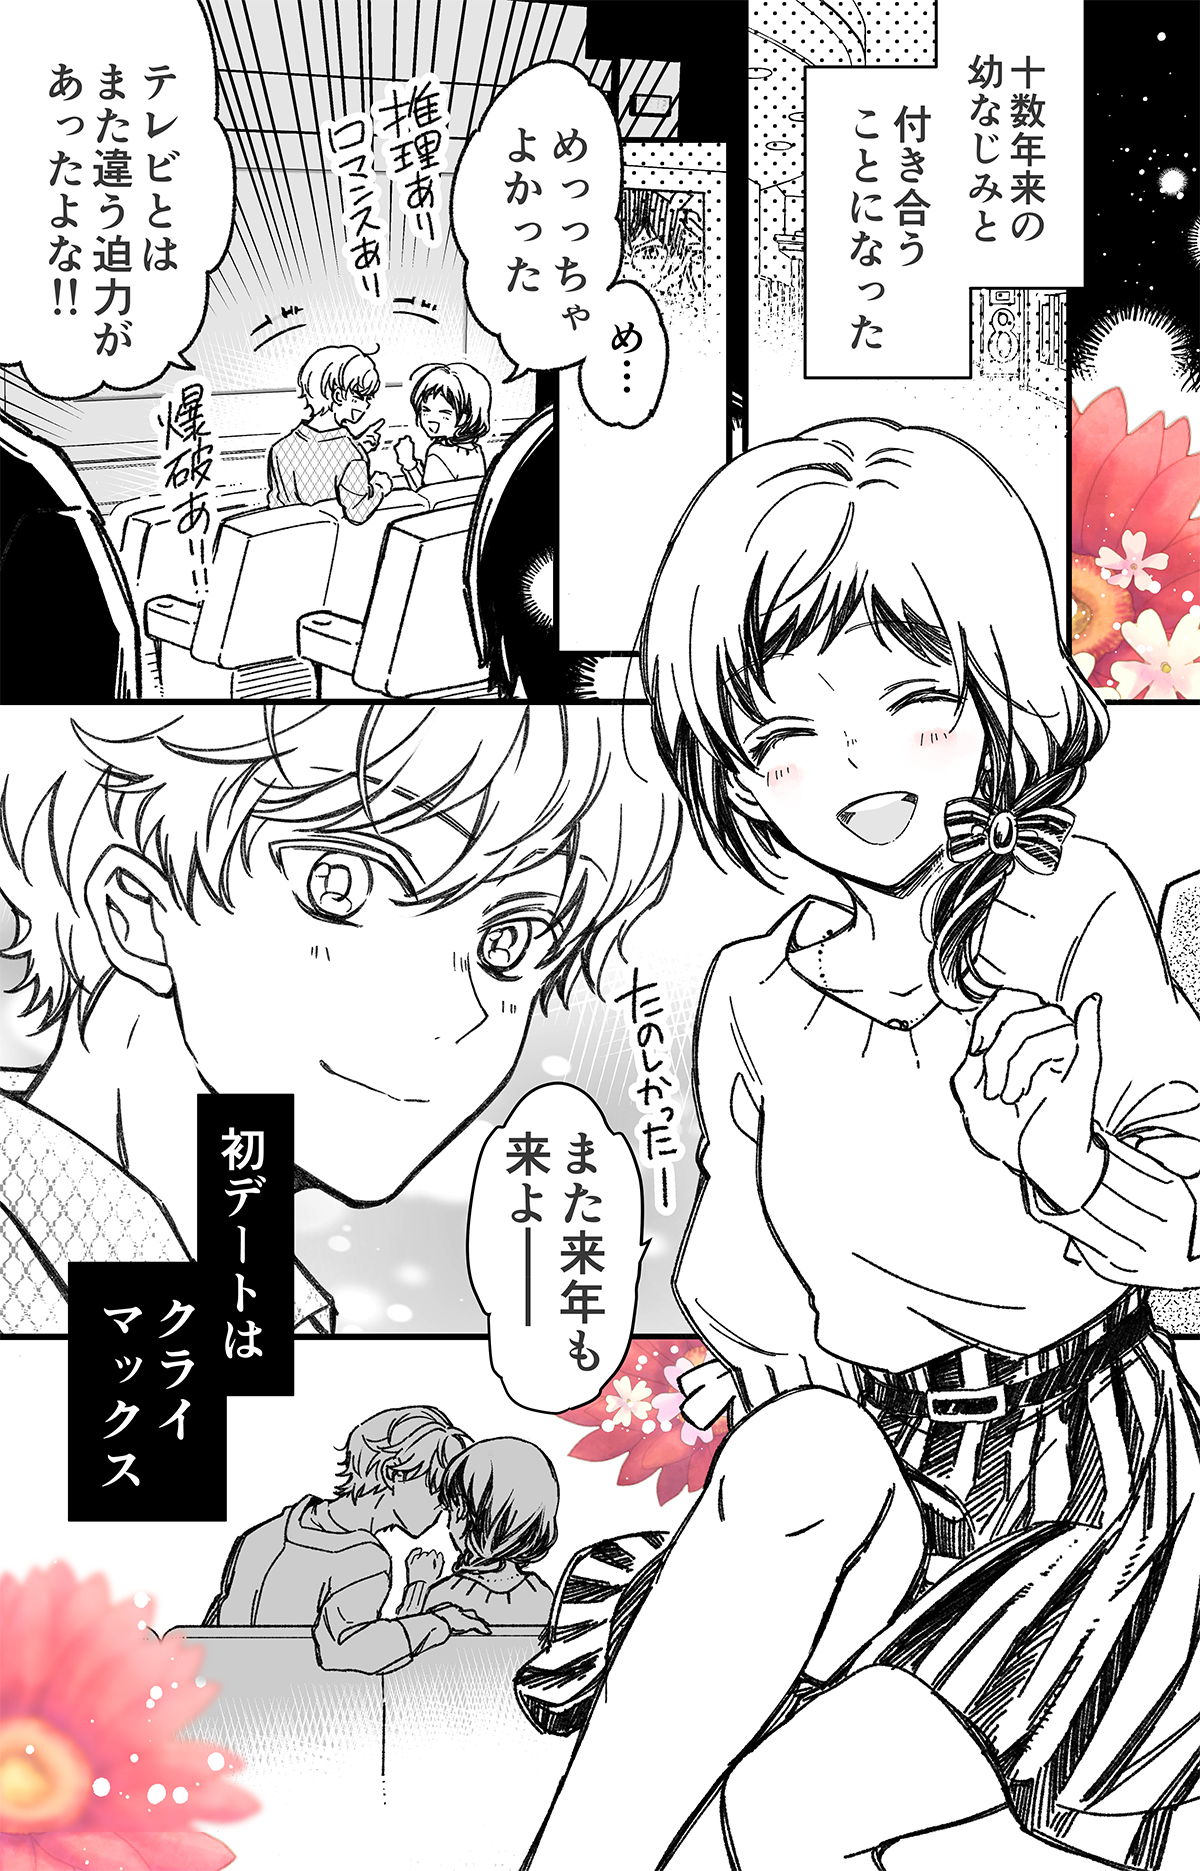 十数年来の
幼なじみと
付き合う
ことになった
8
め…
めっっちゃ
よかった
推理あり
ロマンスあり
テレビとは
また違う迫力が
あったよな!!
爆破あり!!
たのしかったー
また来年も
来よ――
初デートは
クライ
マックス